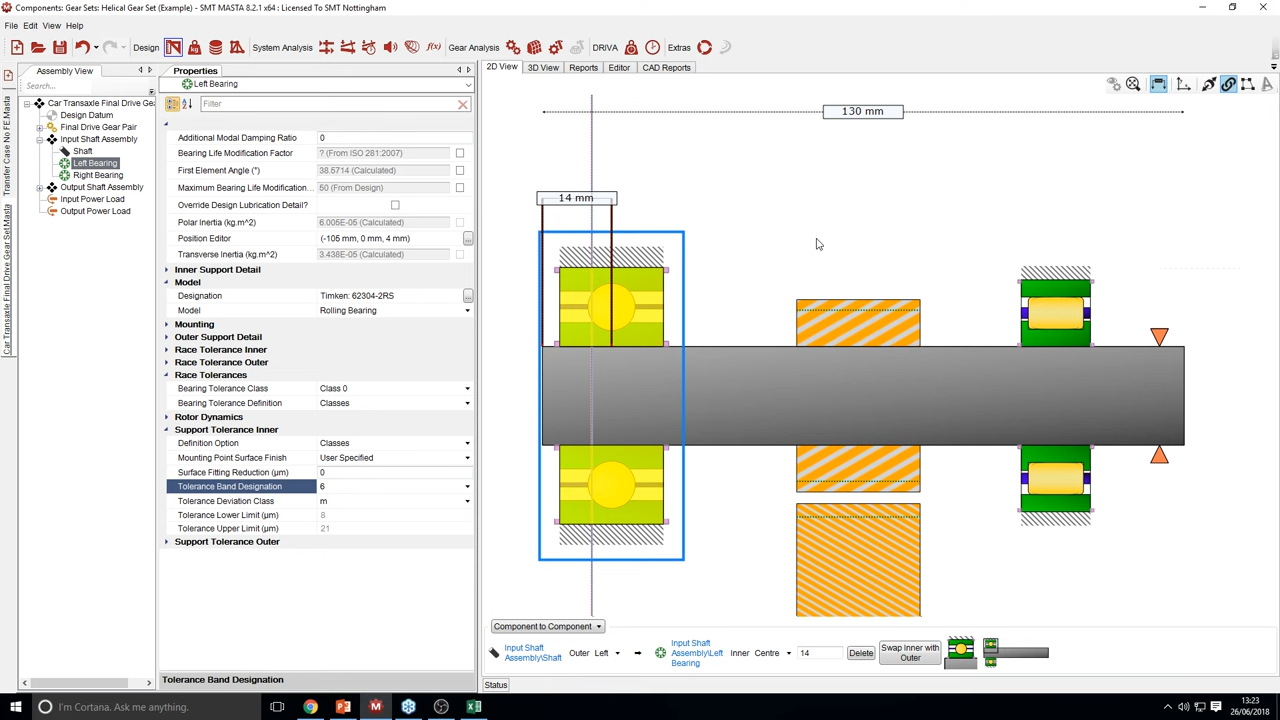 Components: Gear Sets: Helical Gear Set (Example) - SMT MASTA 8.2.1 x64 : Licensed To SMT Nottingham
File Edit View Help
Design System Analysis f(x) Gear Analysis DRIVA Extras
Assembly View
Search...
Car Transaxle Final Drive Gea
Design Datum
Final Drive Gear Pair
Input Shaft Assembly
Shaft
Left Bearing
Right Bearing
Output Shaft Assembly
Input Power Load
Output Power Load
Transfer Case No FE.Masta
Car Transaxle Final Drive Gear Set.Masta
Properties
Left Bearing
Filter
Additional Modal Damping Ratio 0
Bearing Life Modification Factor ? (From ISO 281:2007)
First Element Angle (°) 38.5714 (Calculated)
Maximum Bearing Life Modification... 50 (From Design)
Override Design Lubrication Detail?
Polar Inertia (kg.m^2) 6.005E-05 (Calculated)
Position Editor (-105 mm, 0 mm, 4 mm) ...
Transverse Inertia (kg.m^2) 3.438E-05 (Calculated)
Inner Support Detail
Model
Designation Timken: 62304-2RS ...
Model Rolling Bearing
Mounting
Outer Support Detail
Race Tolerance Inner
Race Tolerance Outer
Race Tolerances
Bearing Tolerance Class Class 0
Bearing Tolerance Definition Classes
Rotor Dynamics
Support Tolerance Inner
Definition Option Classes
Mounting Point Surface Finish User Specified
Surface Fitting Reduction (μm) 0
Tolerance Band Designation 6
Tolerance Deviation Class m
Tolerance Lower Limit (μm) 8
Tolerance Upper Limit (μm) 21
Support Tolerance Outer
Tolerance Band Designation
2D View 3D View Reports Editor CAD Reports
130 mm
14 mm
Component to Component
Input Shaft Assembly\Shaft Outer Left Input Shaft Assembly\Left Bearing Inner Centre 14 Delete Swap Inner with Outer
Status
I'm Cortana. Ask me anything.
13:23
26/06/2018